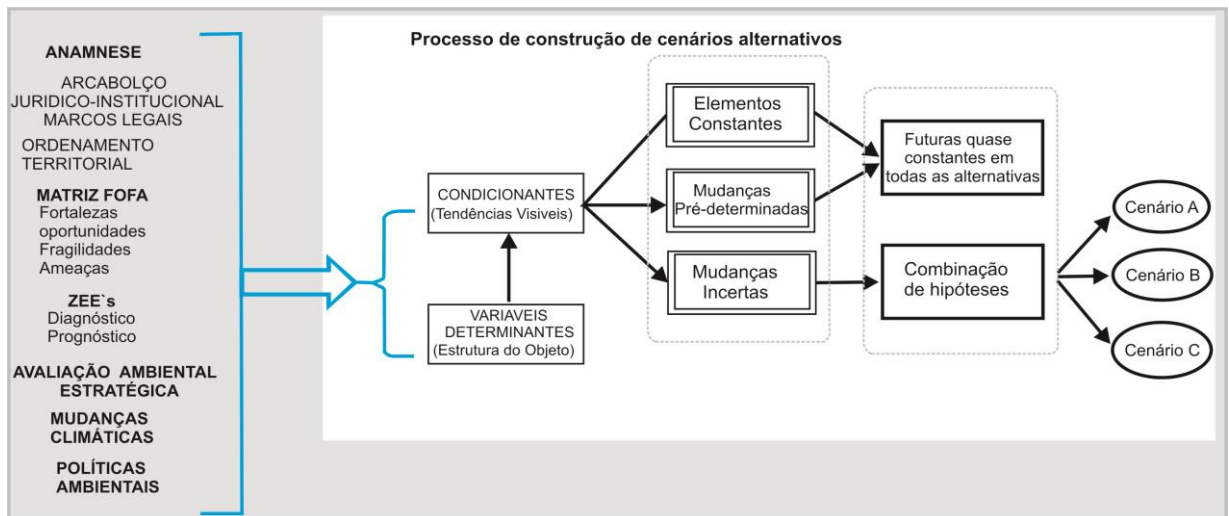 ANAMNESE
ARCABOLÇO
JURIDICO-INSTITUCIONAL
MARCOS LEGAIS
ORDENAMENTO
TERRITORIAL
MATRIZ FOFA
Fortalezas
oportunidades
Fragilidades
Ameaças
ZEE`s
Diagnóstico
Prognóstico
AVALIAÇÃO AMBIENTAL
ESTRATÉGICA
MUDANÇAS
CLIMÁTICAS
POLÍTICAS
AMBIENTAIS
Processo de construção de cenários alternativos
CONDICIONANTES
(Tendências Visiveis)
VARIAVEIS
DETERMINANTES
(Estrutura do Objeto)
Elementos
Constantes
Mudanças
Pré-determinadas
Mudanças
Incertas
Futuras quase
constantes em
todas as alternativas
Combinação
de hipóteses
Cenário A
Cenário B
Cenário C